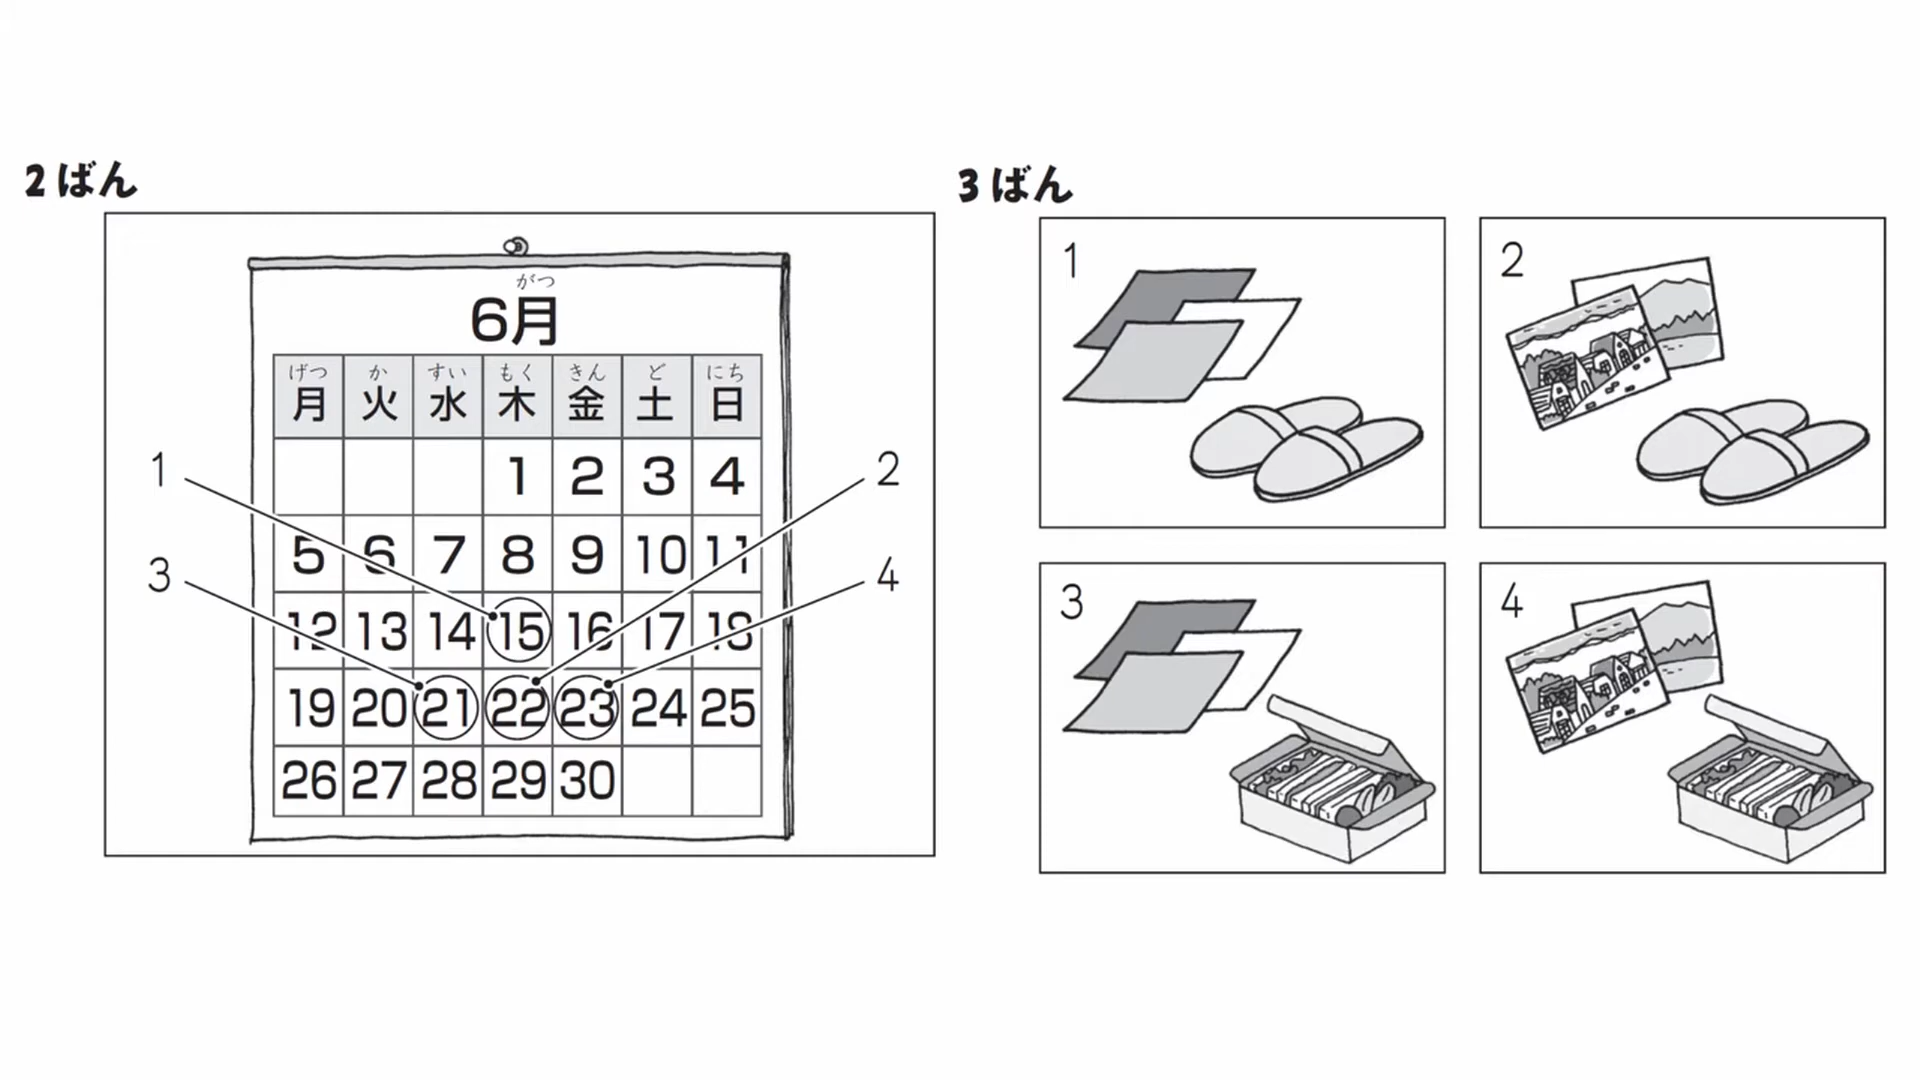 2ばん
がつ
6月
げつ か すい もく きん ど にち
月 火 水 木 金 土 日
1 2 3 4
5 6 7 8 9 10 11
12 13 14 15 16 17 18
19 20 21 22 23 24 25
26 27 28 29 30
1
2
3
4
3ばん
1
2
3
4